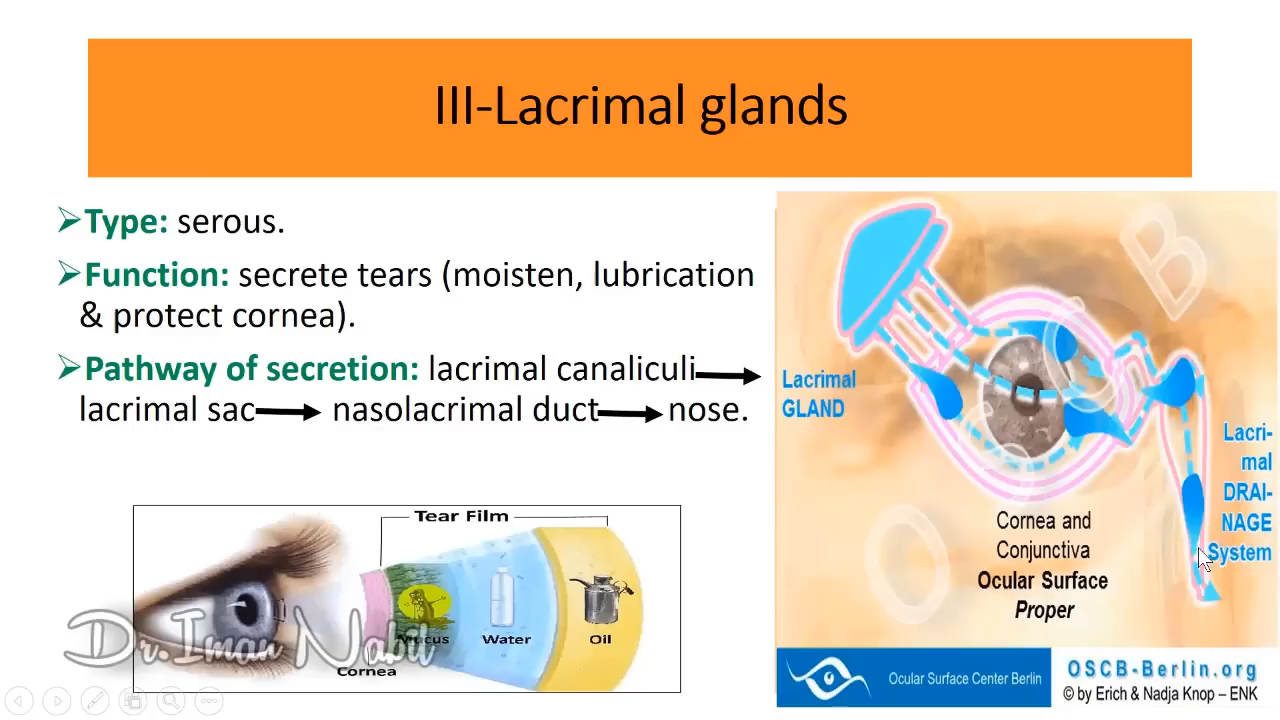 III-Lacrimal glands
➢Type: serous.
➢Function: secrete tears (moisten, lubrication
& protect cornea).
➢Pathway of secretion: lacrimal canaliculi
lacrimal sac nasolacrimal duct nose.
Tear Film
Mucus
Water
Oil
Cornea
Dr.Iman Nabil
Lacrimal
GLAND
Lacri-
mal
DRAI-
NAGE
System
Cornea and
Conjunctiva
Ocular Surface
Proper
O S C B
Ocular Surface Center Berlin
OSCB-Berlin.org
© by Erich & Nadja Knop – ENK